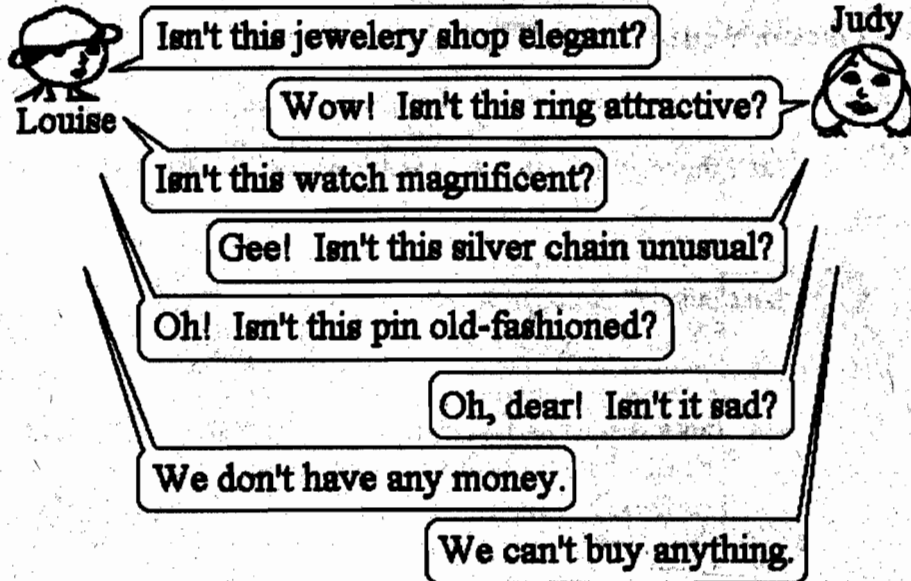 Isn't this jewelery shop elegant?
Judy
Wow! Isn't this ring attractive?
Louise
Isn't this watch magnificent?
Gee! Isn't this silver chain unusual?
Oh! Isn't this pin old-fashioned?
Oh, dear! Isn't it sad?
We don't have any money.
We can't buy anything.